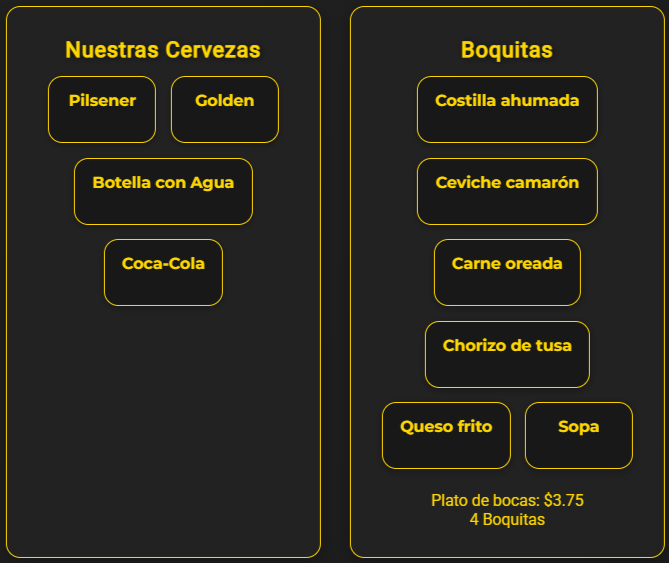 Nuestras Cervezas
Pilsener
Golden
Botella con Agua
Coca-Cola
Boquitas
Costilla ahumada
Ceviche camarón
Carne oreada
Chorizo de tusa
Queso frito
Sopa
Plato de bocas: $3.75
4 Boquitas